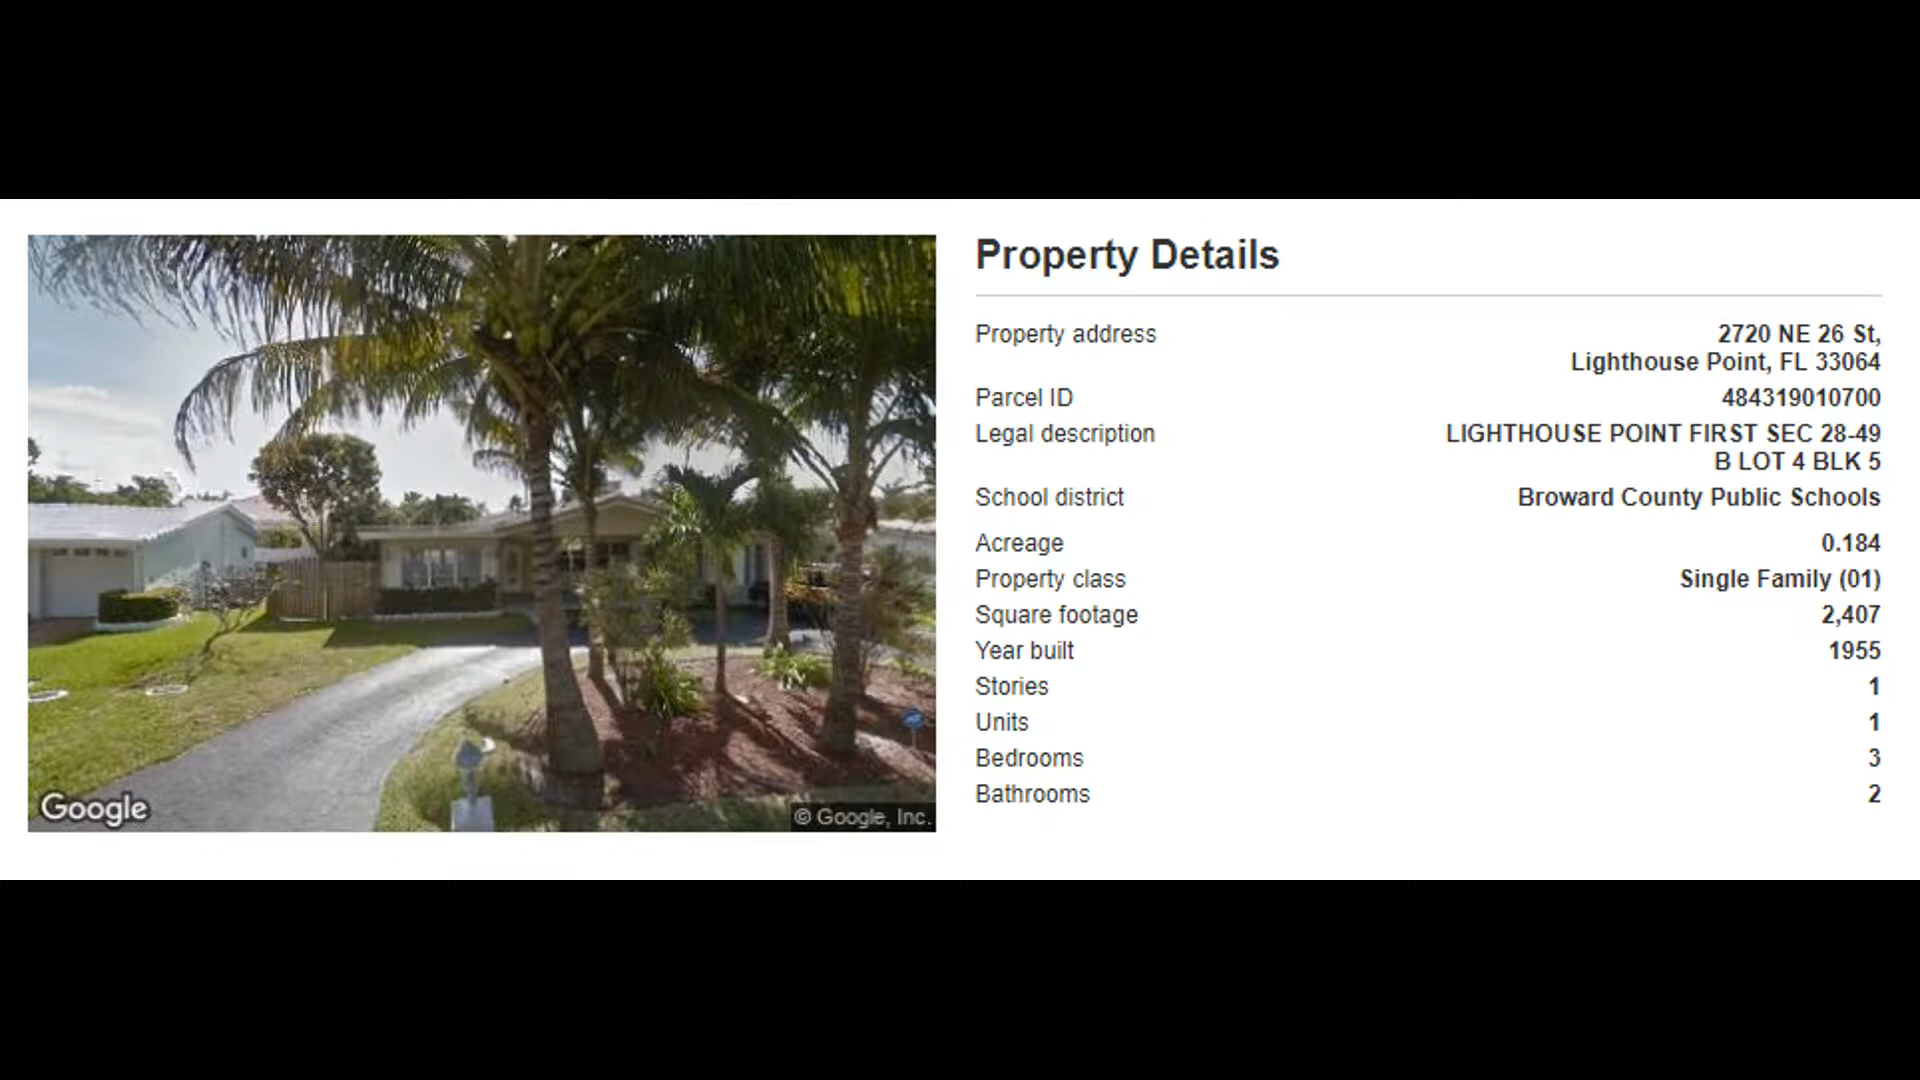 Property Details
Property address 2720 NE 26 St,
Lighthouse Point, FL 33064
Parcel ID 484319010700
Legal description LIGHTHOUSE POINT FIRST SEC 28-49
B LOT 4 BLK 5
School district Broward County Public Schools
Acreage 0.184
Property class Single Family (01)
Square footage 2,407
Year built 1955
Stories 1
Units 1
Bedrooms 3
Bathrooms 2
Google
© Google, Inc.